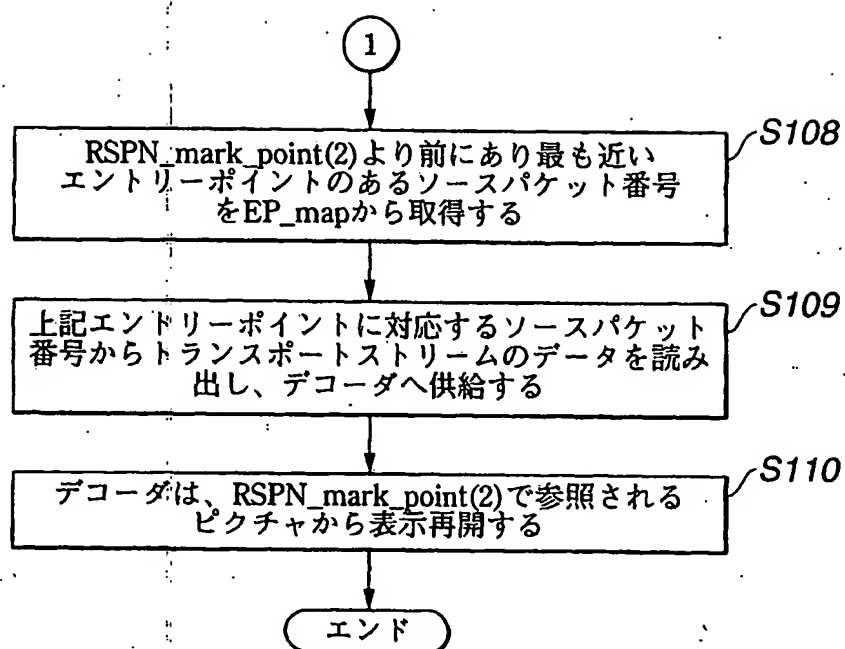 1
RSPN_mark_point(2)より前にあり最も近い
エントリーポイントのあるソースパケット番号
をEP_mapから取得する
S108
上記エントリーポイントに対応するソースパケット
番号からトランスポートストリームのデータを読み
出し、デコーダへ供給する
S109
デコーダは、RSPN_mark_point(2)で参照される
ピクチャから表示再開する
S110
エンド